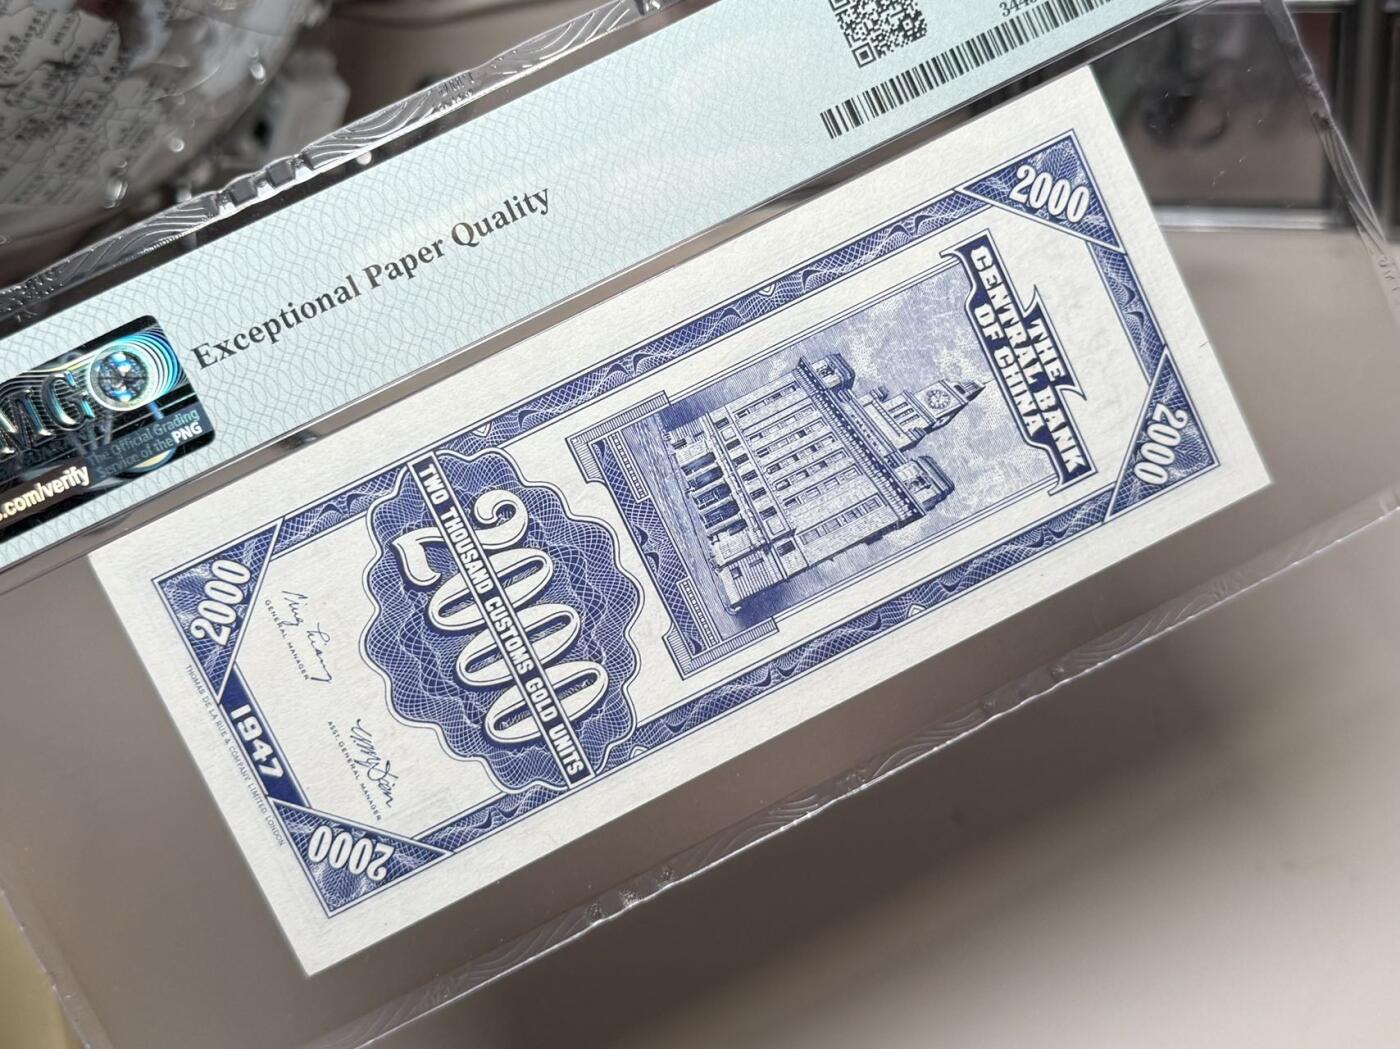 344
Exceptional Paper Quality
The Official Grading
Service of the PNG
.com/verify
2000
2000
THE
CENTRAL BANK
OF CHINA
2000
TWO THOUSAND CUSTOMS GOLD UNITS
GENERAL MANAGER
ASST. GENERAL MANAGER
2000
1947
2000
THOMAS DE LA RUE & COMPANY, LIMITED, LONDON.